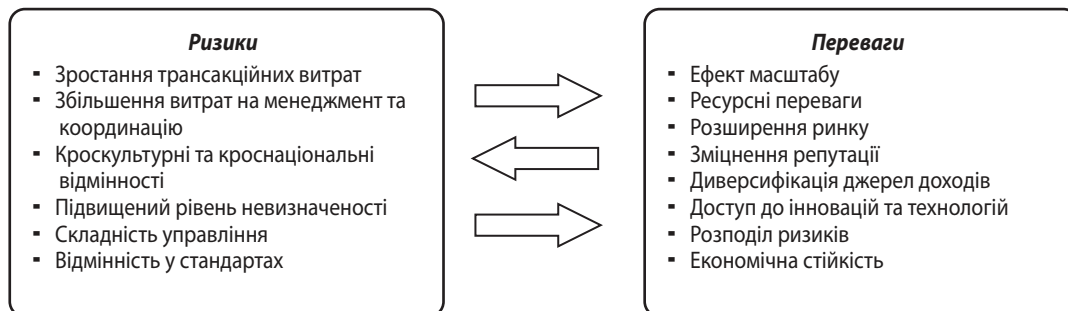 Ризики
- Зростання трансакційних витрат
- Збільшення витрат на менеджмент та
координацію
- Кроскультурні та кроснаціональні
відмінності
- Підвищений рівень невизначеності
- Складність управління
- Відмінність у стандартах
Переваги
- Ефект масштабу
- Ресурсні переваги
- Розширення ринку
- Зміцнення репутації
- Диверсифікація джерел доходів
- Доступ до інновацій та технологій
- Розподіл ризиків
- Економічна стійкість